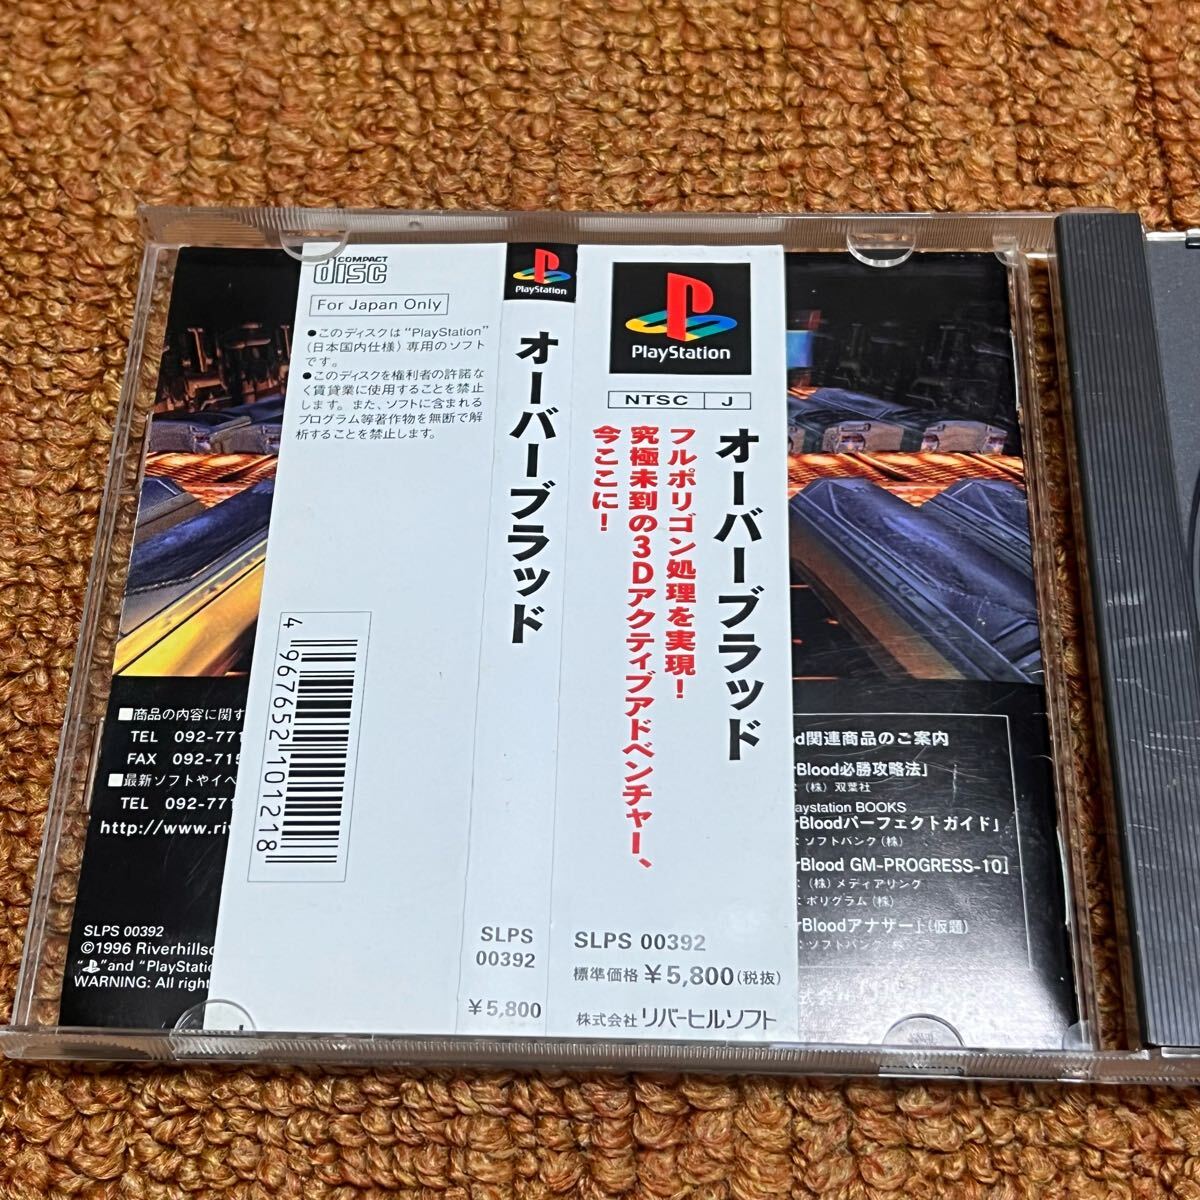 COMPACT
disc
For Japan Only
●このディスクは“PlayStation”
(日本国内仕様)専用のソフト
です。
●このディスクを権利者の許諾な
く賃貸業に使用することを禁止
します。また、ソフトに含まれる
プログラム等著作物を無断で解
析することを禁止します。
4967652101218
PlayStation
オーバーブラッド
SLPS
00392
¥5,800
PlayStation
NTSC J
オーバーブラッド
フルポリゴン処理を実現!
究極未到の3Dアクティブアドベンチャー、
今ここに!
SLPS 00392
標準価格 ¥5,800(税抜)
株式会社 リバーヒルソフト
■商品の内容に関す
TEL 092-771
FAX 092-715
■最新ソフトやイベ
TEL 092-771
http://www.ri
SLPS 00392
©1996 Riverhillso
“ ”and “PlayStatio
WARNING: All right
od関連商品のご案内
rBlood必勝攻略法」
:(株)双葉社
aystation BOOKS
rBloodパーフェクトガイド」
:ソフトバンク(株)
rBlood GM-PROGRESS-10」
:(株)メディアリング
:ポリグラム(株)
rBloodアナザー」(仮題)
:ソフトバンク(株)